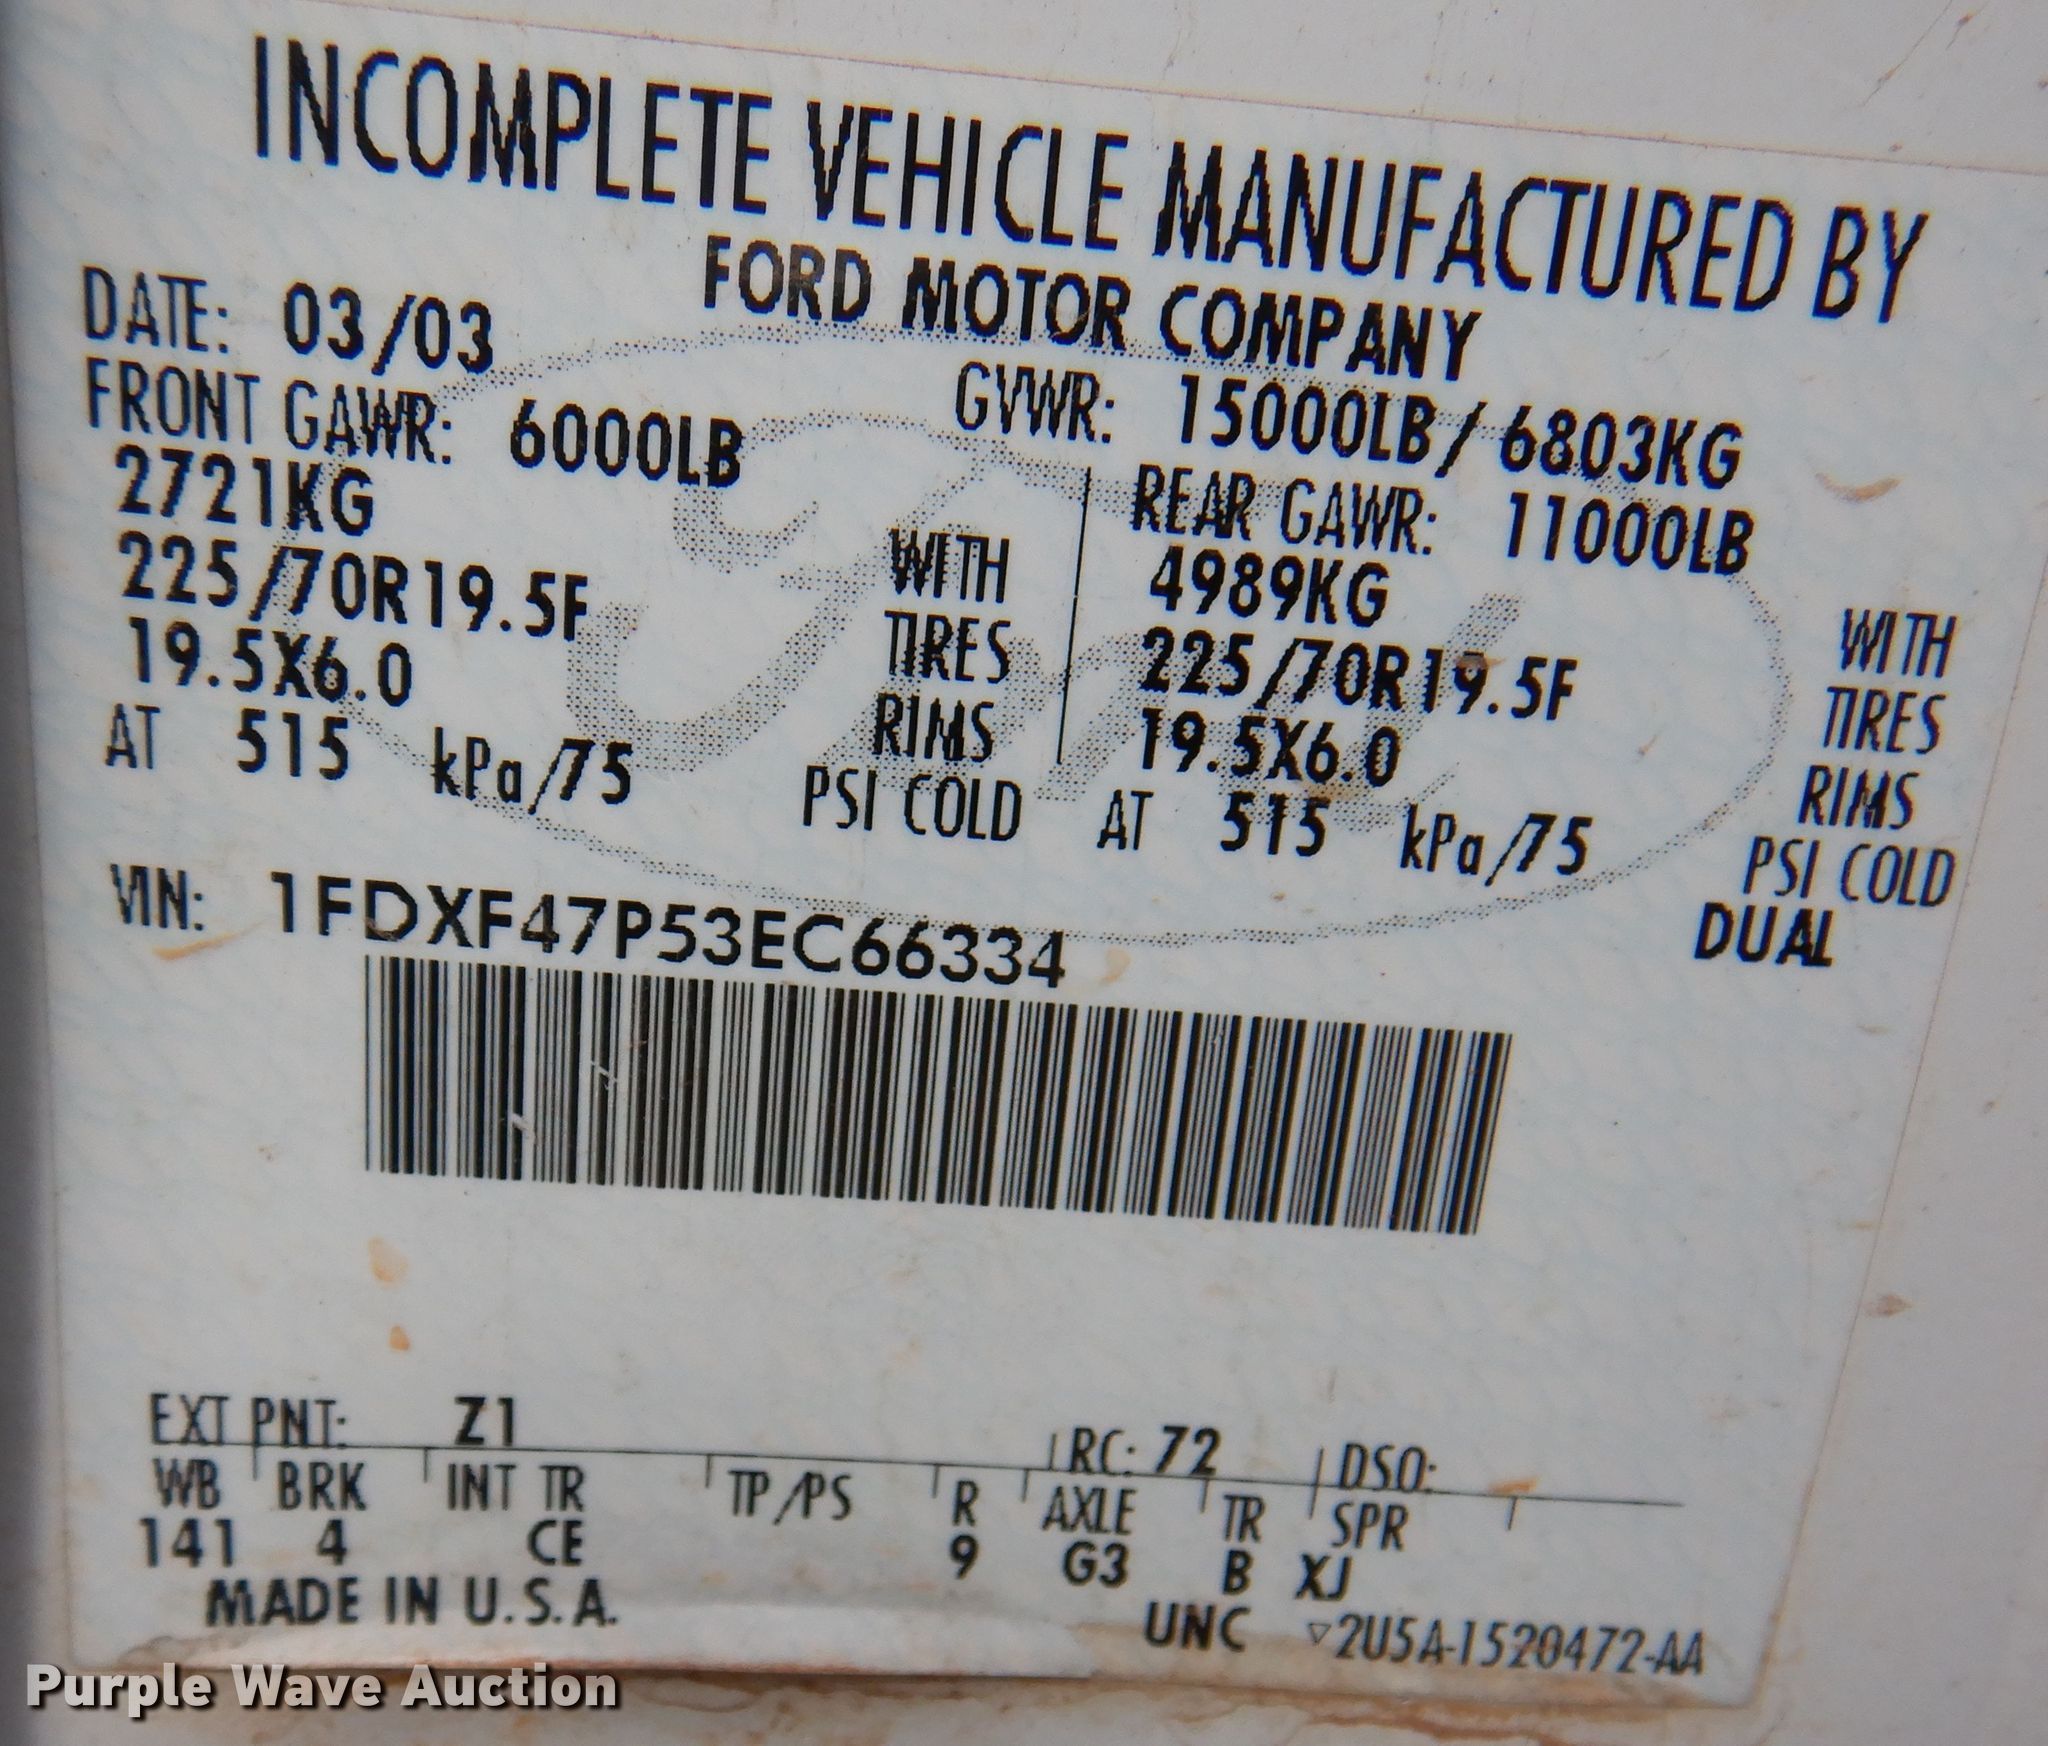 INCOMPLETE VEHICLE MANUFACTURED BY
FORD MOTOR COMPANY
DATE: 03/03
GVWR: 15000LB/ 6803KG
FRONT GAWR: 6000LB
2721KG
WITH
225/70R19.5F
TIRES
19.5X6.0
RIMS
AT 515 kPa/75
PSI COLD
REAR GAWR: 11000LB
4989KG
WITH
225/70R19.5F
TIRES
19.5X6.0
RIMS
AT 515 kPa/75
PSI COLD
DUAL
VIN: 1FDXF47P53EC66334
EXT PNT: Z1 RC: 72 DSO:
WB BRK INT TR TP/PS R AXLE TR SPR
141 4 CE 9 G3 B XJ
MADE IN U.S.A.
UNC ▽2U5A-1520472-AA
Ford
Purple Wave Auction